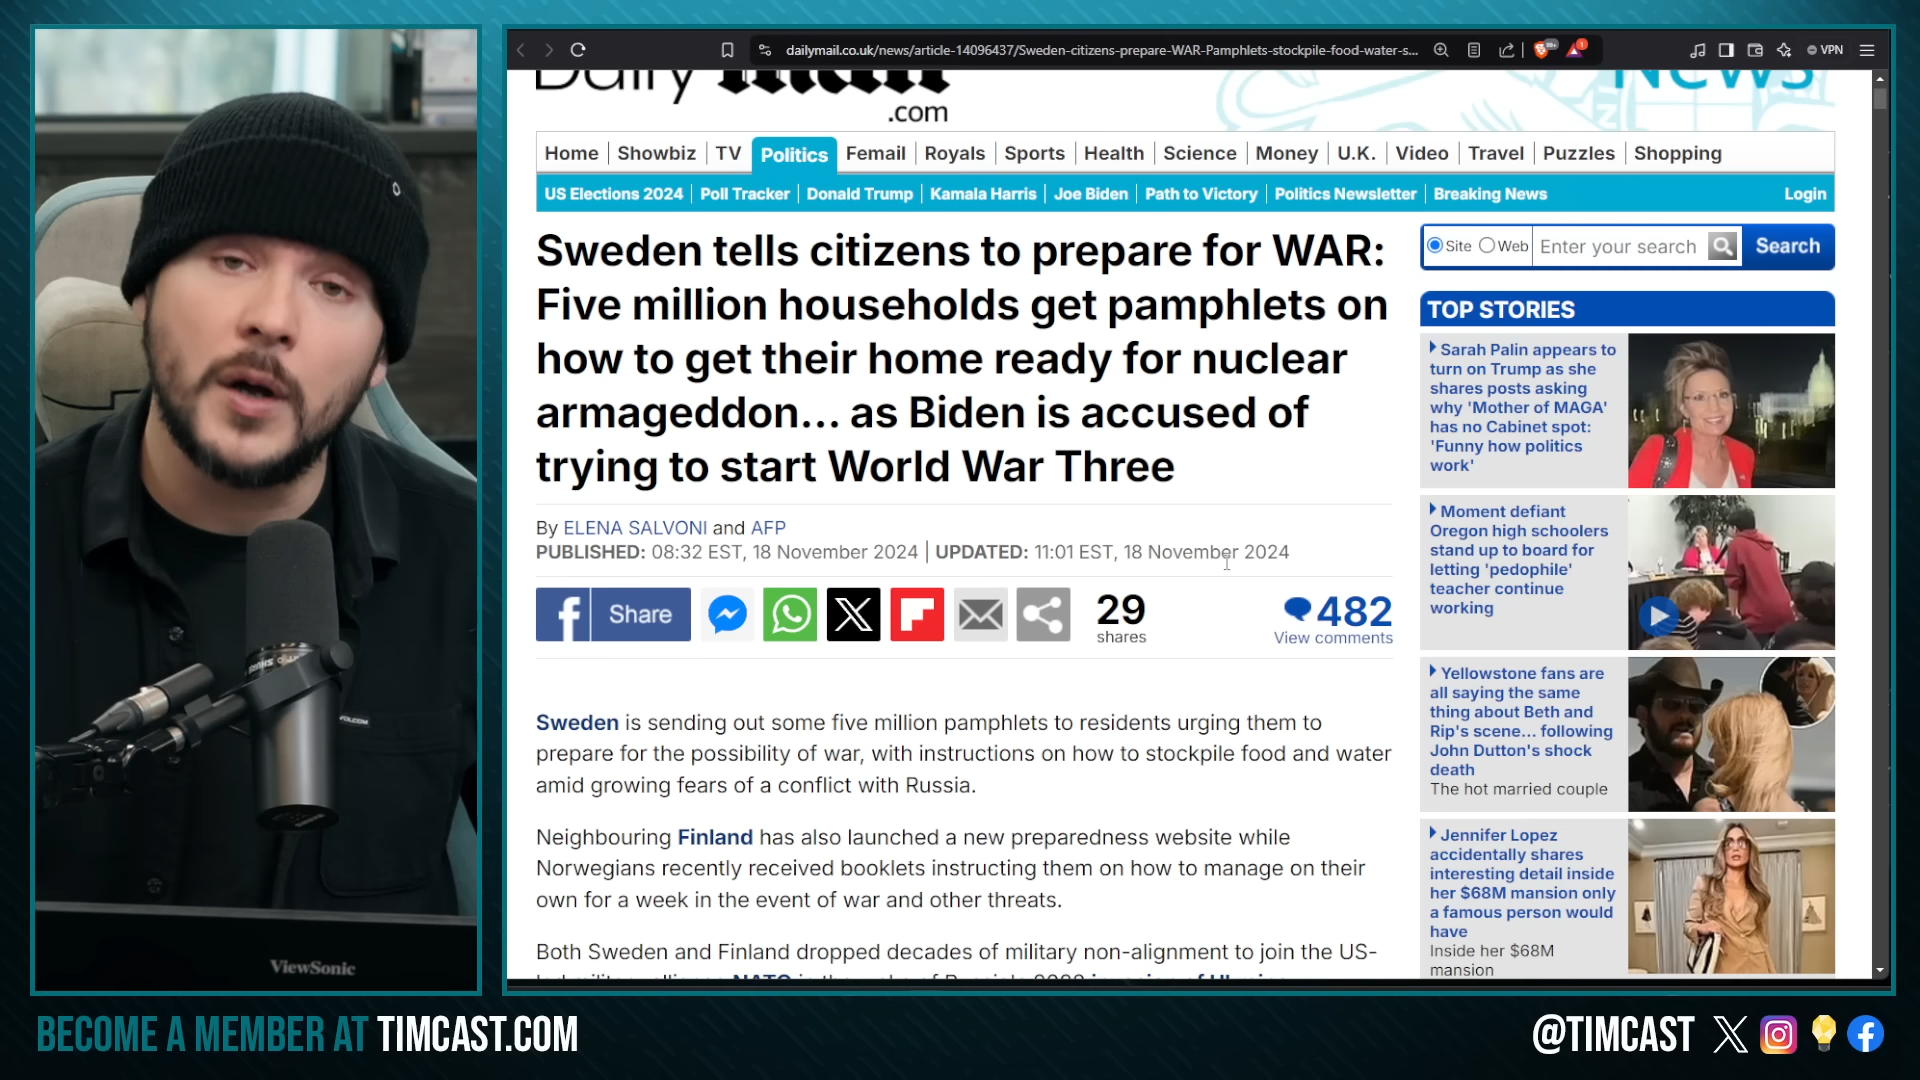 dailymail.co.uk/news/article-14096437/Sweden-citizens-prepare-WAR-Pamphlets-stockpile-food-water-s...
VPN
Daily Mail
.com
NEWS
Home Showbiz TV Politics Femail Royals Sports Health Science Money U.K. Video Travel Puzzles Shopping
US Elections 2024 Poll Tracker Donald Trump Kamala Harris Joe Biden Path to Victory Politics Newsletter Breaking News Login
Sweden tells citizens to prepare for WAR:
Five million households get pamphlets on
how to get their home ready for nuclear
armageddon... as Biden is accused of
trying to start World War Three
By ELENA SALVONI and AFP
PUBLISHED: 08:32 EST, 18 November 2024 | UPDATED: 11:01 EST, 18 November 2024
Share
29
shares
482
View comments
Sweden is sending out some five million pamphlets to residents urging them to
prepare for the possibility of war, with instructions on how to stockpile food and water
amid growing fears of a conflict with Russia.
Neighbouring Finland has also launched a new preparedness website while
Norwegians recently received booklets instructing them on how to manage on their
own for a week in the event of war and other threats.
Both Sweden and Finland dropped decades of military non-alignment to join the US-
Site Web Enter your search Search
TOP STORIES
Sarah Palin appears to
turn on Trump as she
shares posts asking
why 'Mother of MAGA'
has no Cabinet spot:
'Funny how politics
work'
Moment defiant
Oregon high schoolers
stand up to board for
letting 'pedophile'
teacher continue
working
Yellowstone fans are
all saying the same
thing about Beth and
Rip's scene... following
John Dutton's shock
death
The hot married couple
Jennifer Lopez
accidentally shares
interesting detail inside
her $68M mansion only
a famous person would
have
Inside her $68M
mansion
VOLCOM
ViewSonic
BECOME A MEMBER AT TIMCAST.COM
@TIMCAST